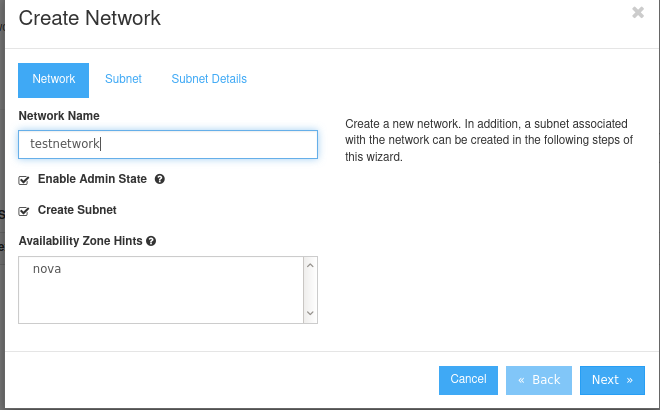 Create Network
×
Network Subnet Subnet Details
Network Name
testnetwork
Create a new network. In addition, a subnet associated
with the network can be created in the following steps of
this wizard.
Enable Admin State ?
Create Subnet
Availability Zone Hints ?
nova
Cancel « Back Next »